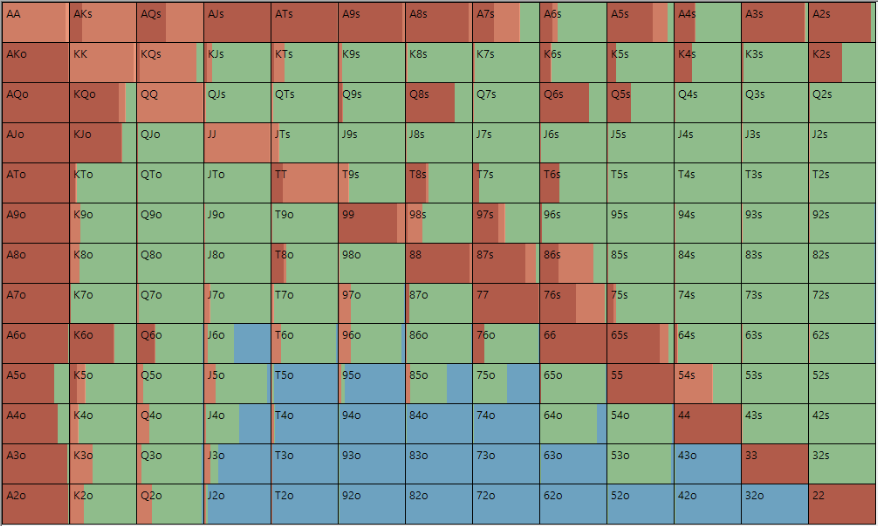 AA AKs AQs AJs ATs A9s A8s A7s A6s A5s A4s A3s A2s
AKo KK KQs KJs KTs K9s K8s K7s K6s K5s K4s K3s K2s
AQo KQo QQ QJs QTs Q9s Q8s Q7s Q6s Q5s Q4s Q3s Q2s
AJo KJo QJo JJ JTs J9s J8s J7s J6s J5s J4s J3s J2s
ATo KTo QTo JTo TT T9s T8s T7s T6s T5s T4s T3s T2s
A9o K9o Q9o J9o T9o 99 98s 97s 96s 95s 94s 93s 92s
A8o K8o Q8o J8o T8o 98o 88 87s 86s 85s 84s 83s 82s
A7o K7o Q7o J7o T7o 97o 87o 77 76s 75s 74s 73s 72s
A6o K6o Q6o J6o T6o 96o 86o 76o 66 65s 64s 63s 62s
A5o K5o Q5o J5o T5o 95o 85o 75o 65o 55 54s 53s 52s
A4o K4o Q4o J4o T4o 94o 84o 74o 64o 54o 44 43s 42s
A3o K3o Q3o J3o T3o 93o 83o 73o 63o 53o 43o 33 32s
A2o K2o Q2o J2o T2o 92o 82o 72o 62o 52o 42o 32o 22